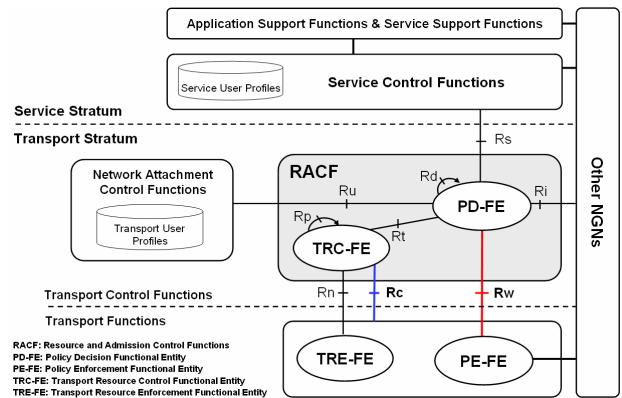 Application Support Functions & Service Support Functions
Service User Profiles
Service Control Functions
Service Stratum
Transport Stratum
Rs
Network Attachment
Control Functions
Transport User
Profiles
RACF
Ru
Rd
PD-FE
Ri
Rp
Rt
TRC-FE
Other NGNs
Rn
Rc
Rw
Transport Control Functions
Transport Functions
TRE-FE
PE-FE
RACF: Resource and Admission Control Functions
PD-FE: Policy Decision Functional Entity
PE-FE: Policy Enforcement Functional Entity
TRC-FE: Transport Resource Control Functional Entity
TRE-FE: Transport Resource Enforcement Functional Entity